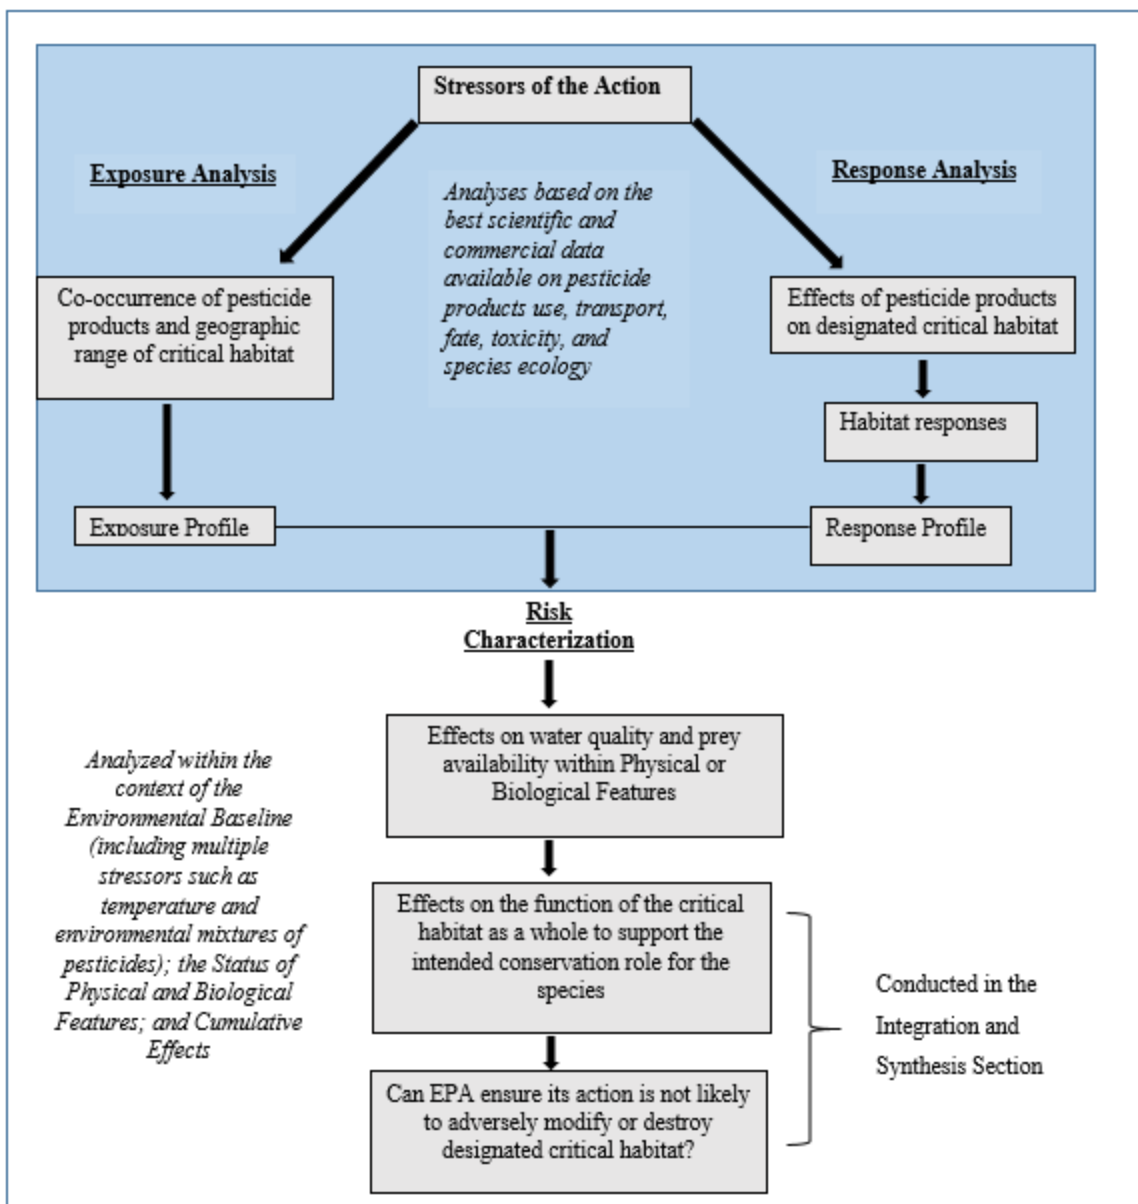 Stressors of the Action
Exposure Analysis
Response Analysis
Analyses based on the
best scientific and
commercial data
available on pesticide
products use, transport,
fate, toxicity, and
species ecology
Co-occurrence of pesticide
products and geographic
range of critical habitat
Effects of pesticide products
on designated critical habitat
Habitat responses
Exposure Profile
Response Profile
Risk
Characterization
Effects on water quality and prey
availability within Physical or
Biological Features
Analyzed within the
context of the
Environmental Baseline
(including multiple
stressors such as
temperature and
environmental mixtures of
pesticides); the Status of
Physical and Biological
Features; and Cumulative
Effects
Effects on the function of the critical
habitat as a whole to support the
intended conservation role for the
species
Conducted in the
Integration and
Synthesis Section
Can EPA ensure its action is not likely
to adversely modify or destroy
designated critical habitat?